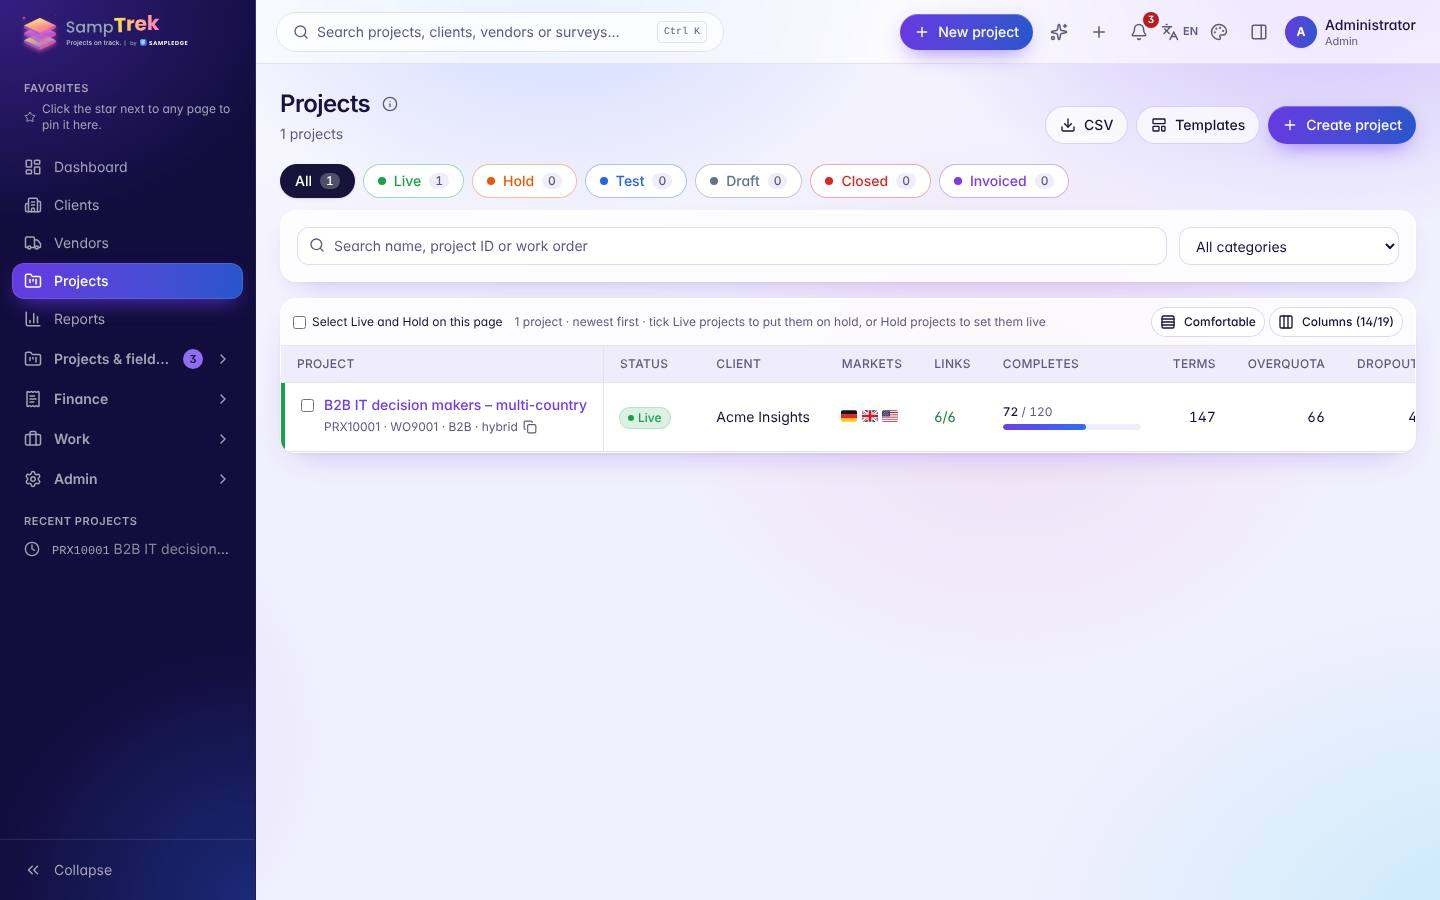 SampTrek
Projects on track. | by SAMPLEDGE
Search projects, clients, vendors or surveys...
Ctrl K
New project
3
EN
A
Administrator
Admin
FAVORITES
Click the star next to any page to
pin it here.
Dashboard
Clients
Vendors
Projects
Reports
Projects & field... 3
Finance
Work
Admin
RECENT PROJECTS
PRX10001 B2B IT decision...
Collapse
Projects
1 projects
CSV
Templates
Create project
All 1
Live 1
Hold 0
Test 0
Draft 0
Closed 0
Invoiced 0
Search name, project ID or work order
All categories
Select Live and Hold on this page
1 project · newest first · tick Live projects to put them on hold, or Hold projects to set them live
Comfortable
Columns (14/19)
PROJECT STATUS CLIENT MARKETS LINKS COMPLETES TERMS OVERQUOTA DROPOUT
B2B IT decision makers – multi-country
PRX10001 · WO9001 · B2B · hybrid
Live
Acme Insights
6/6
72 / 120
147
66
4